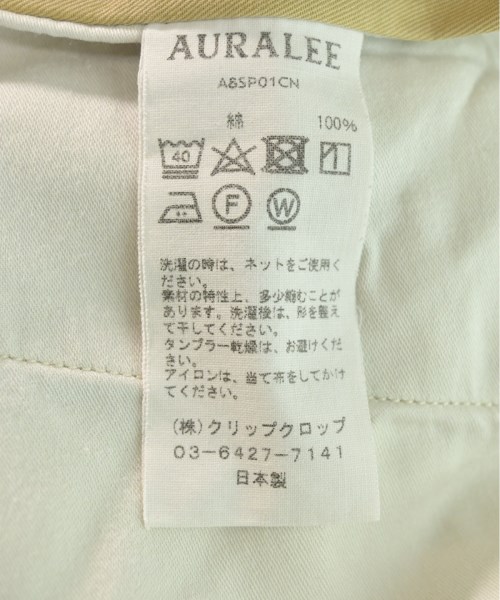 AURALEE
A8SP01CN
綿 100%
40
F W
洗濯の時は、ネットをご使用く
ださい。
素材の特性上、多少縮むことが
あります。洗濯後は、形を整え
て干してください。
タンブラー乾燥は、お避けくだ
さい。
アイロンは、当て布をしてかけ
てください。
(株)クリップクロップ
03-6427-7141
日本製